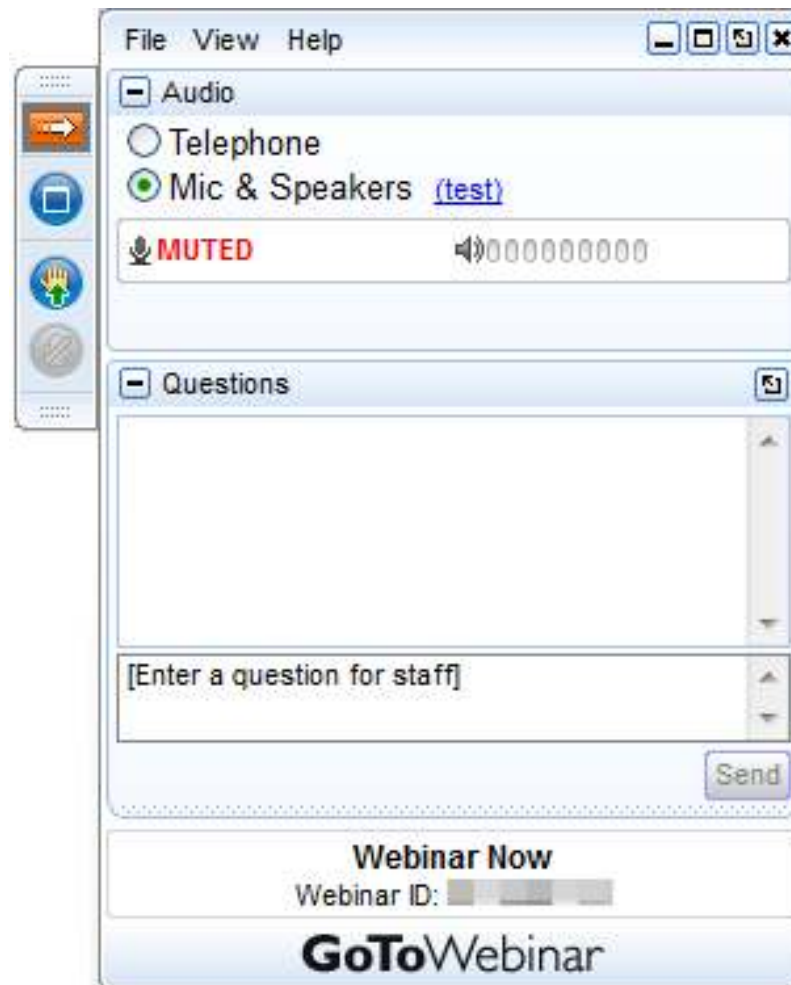 File View Help
Audio
Telephone
Mic & Speakers (test)
MUTED 000000000
Questions
[Enter a question for staff]
Send
Webinar Now
Webinar ID:
GoToWebinar